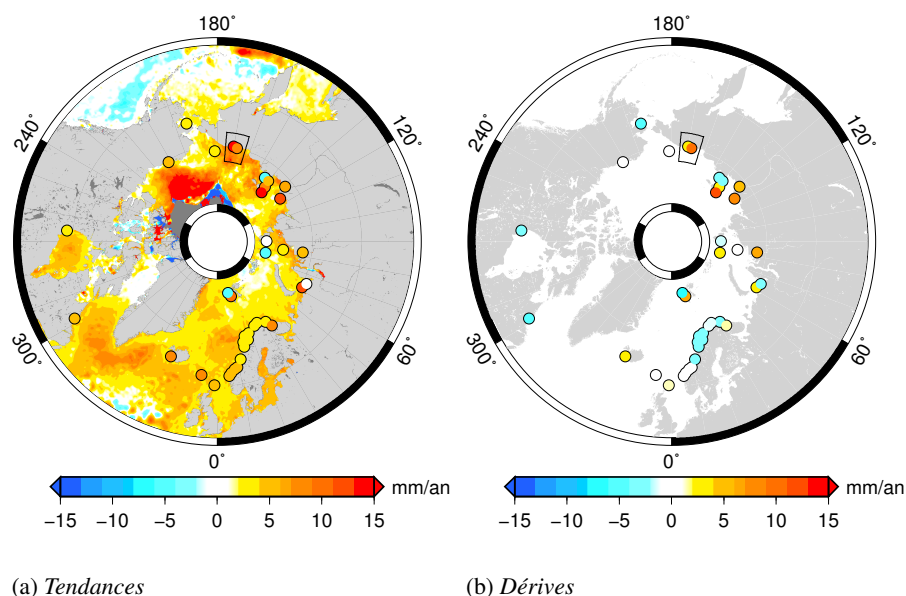 180° 180°
240° 120° 240° 120°
300° 60° 300° 60°
0° 0°
mm/an mm/an
−15 −10 −5 0 5 10 15 −15 −10 −5 0 5 10 15
(a) Tendances (b) Dérives